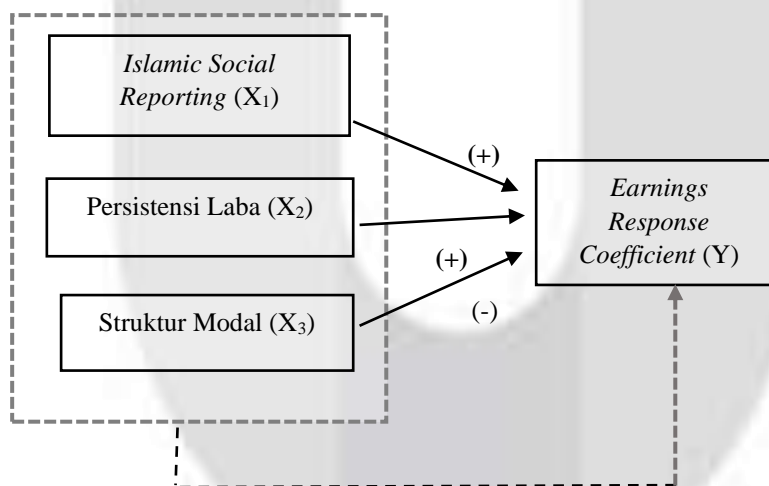 Islamic Social
Reporting (X₁)
(+)
Persistensi Laba (X₂)
Earnings
Response
Coefficient (Y)
(+)
Struktur Modal (X₃)
(-)